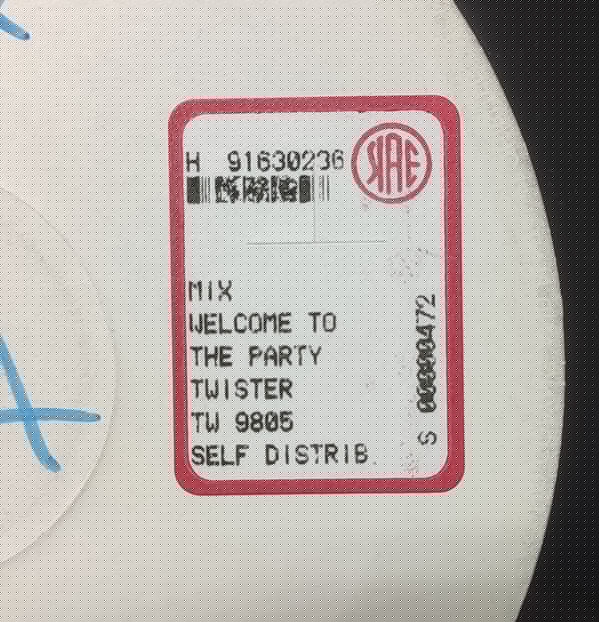 H 91630236
SIAE
MIX
WELCOME TO
THE PARTY
TWISTER
TW 9805
SELF DISTRIB
S